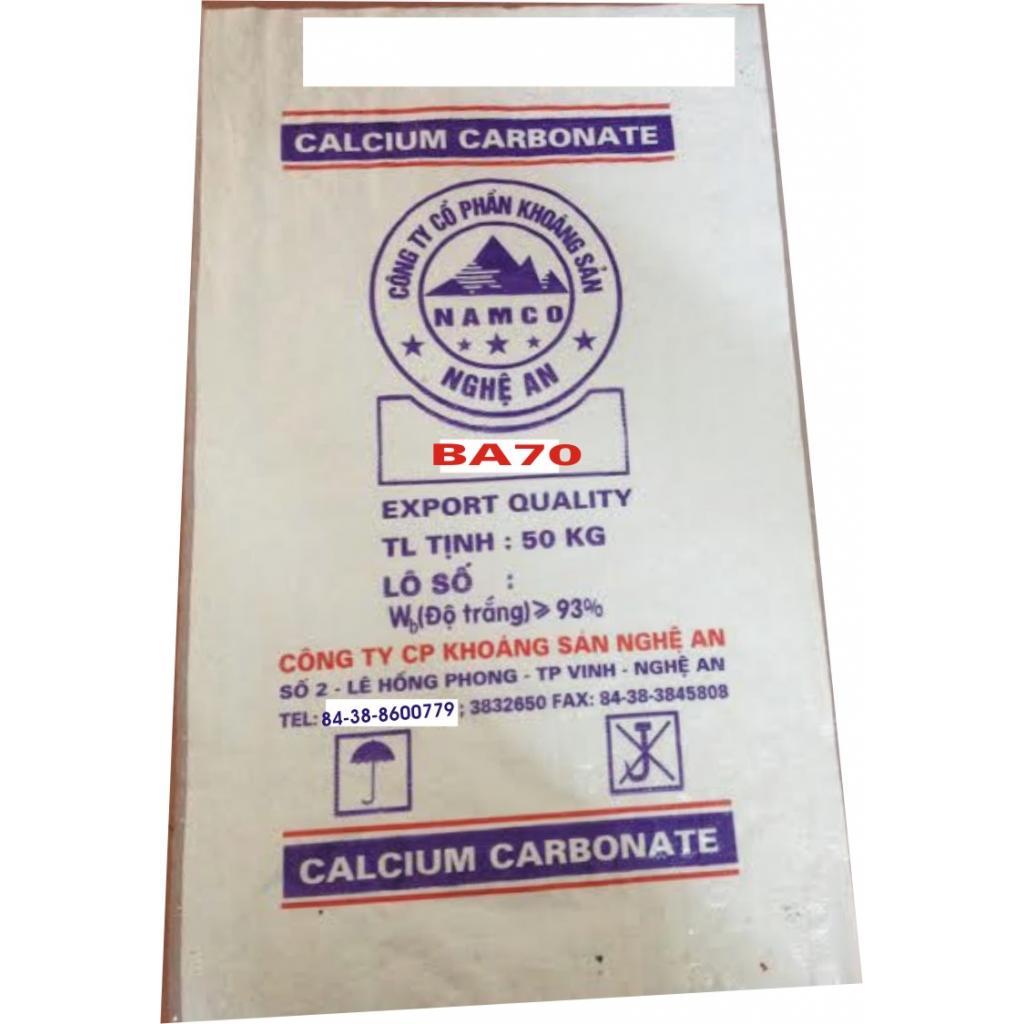 CALCIUM CARBONATE
CÔNG TY CỔ PHẦN KHOÁNG SẢN
NAMCO
NGHỆ AN
BA70
EXPORT QUALITY
TL TỊNH : 50 KG
LÔ SỐ :
Wb(Độ trắng)≥ 93%
CÔNG TY CP KHOÁNG SẢN NGHỆ AN
SỐ 2 - LÊ HỒNG PHONG - TP VINH - NGHỆ AN
TEL: 84-38-8600779 ; 3832650 FAX: 84-38-3845808
CALCIUM CARBONATE